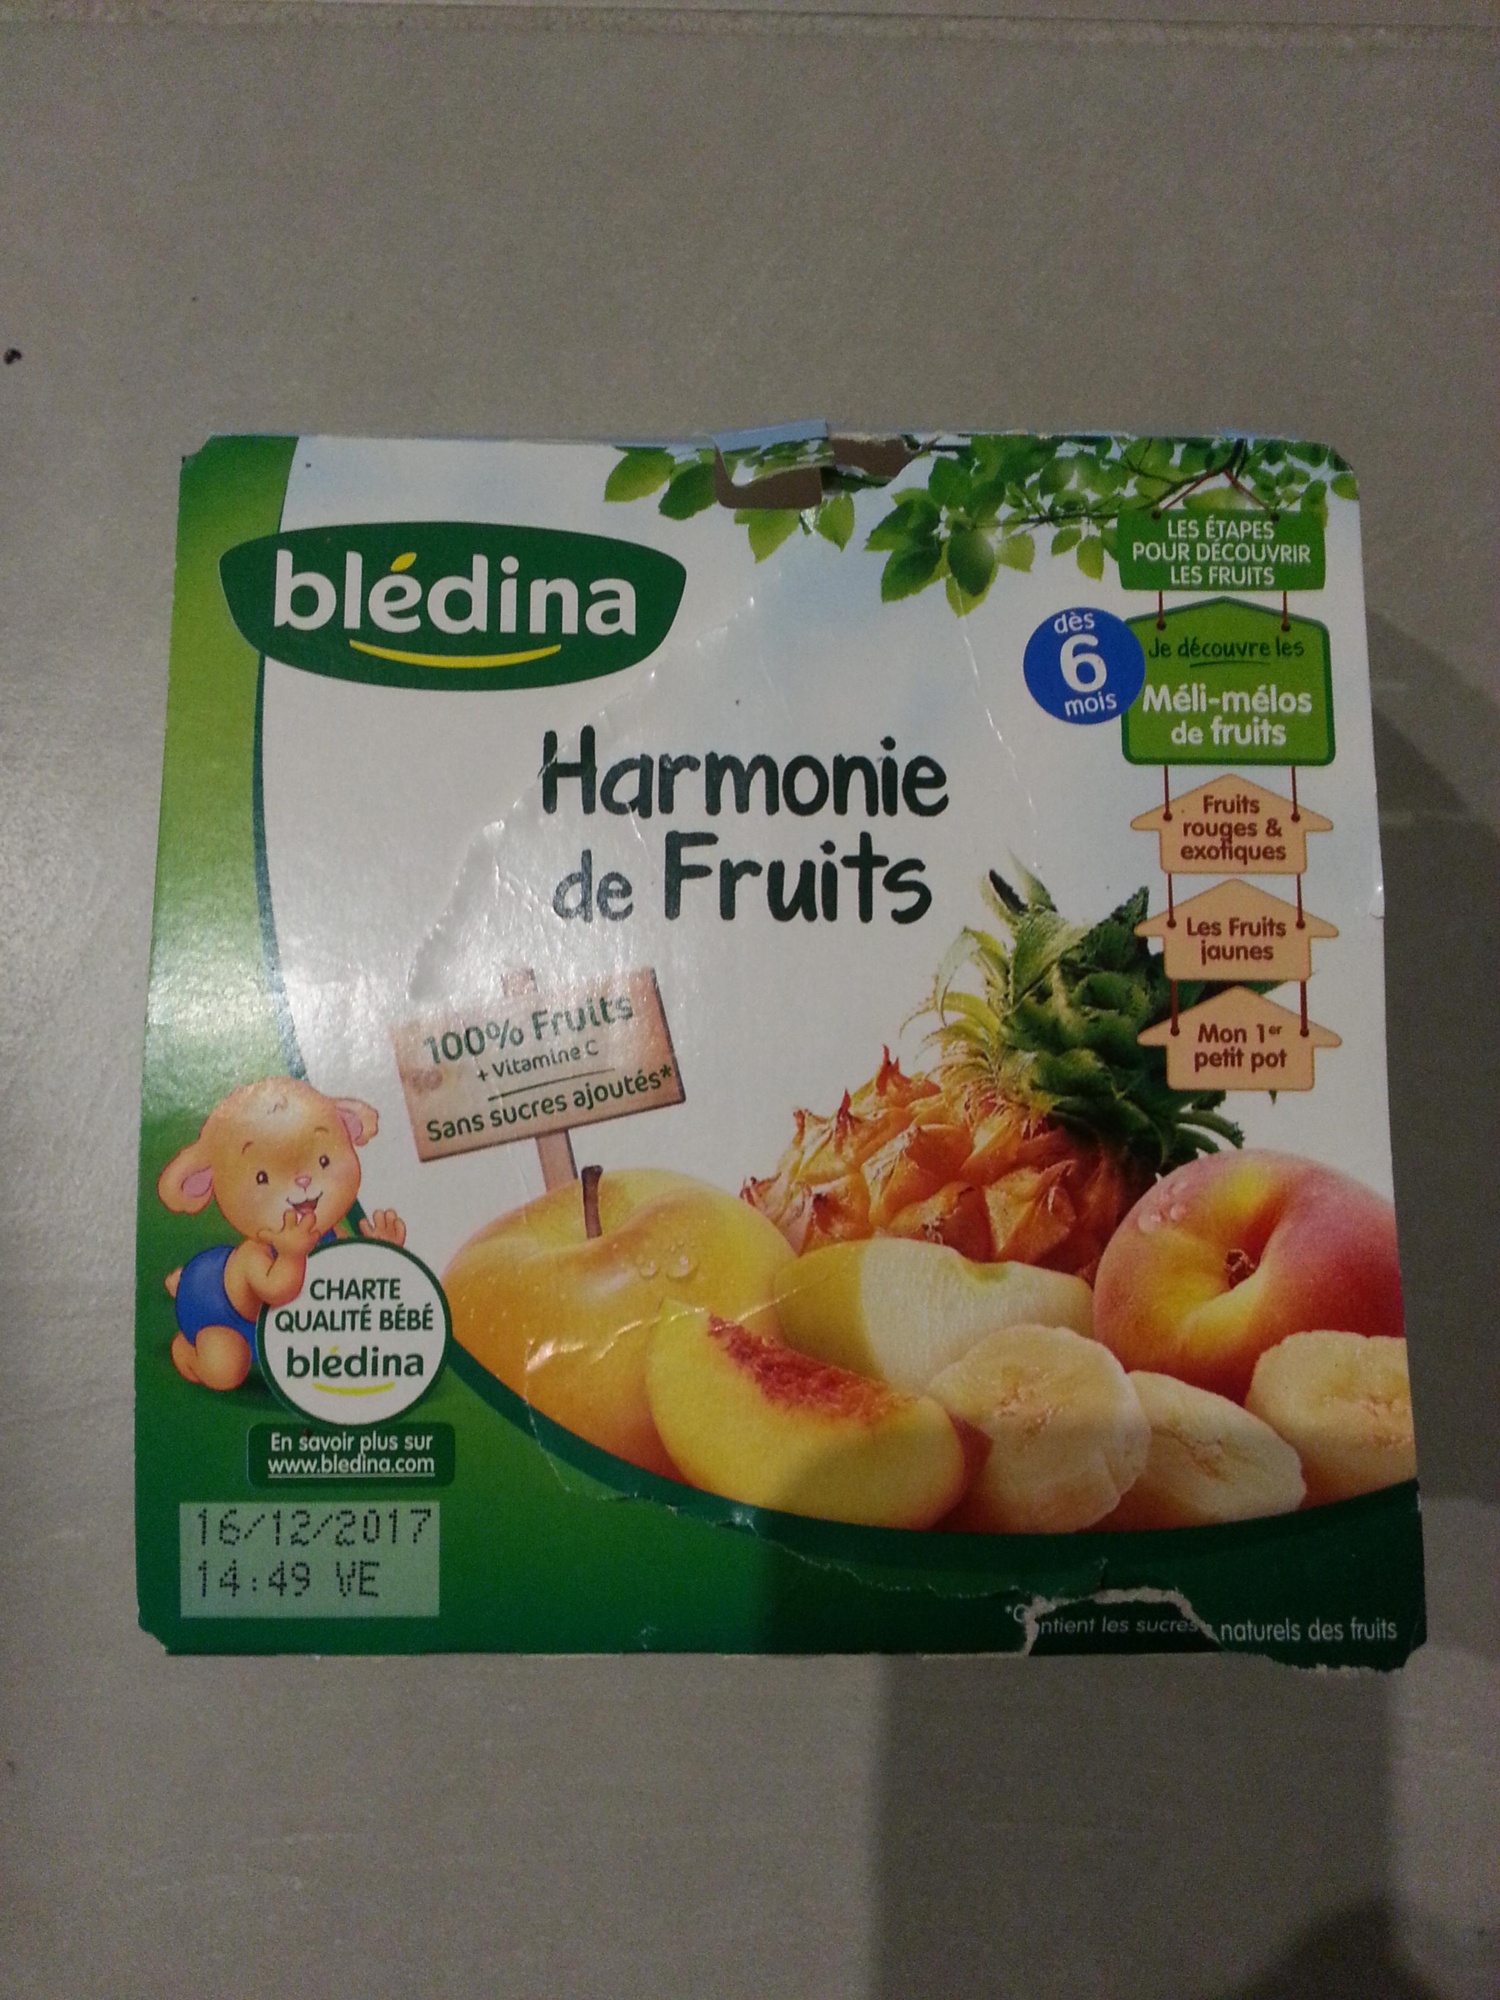 blédina
LES ÉTAPES
POUR DÉCOUVRIR
LES FRUITS
dès
6
mois
Je découvre les
Méli-mélos
de fruits
Harmonie
de Fruits
Fruits
rouges &
exotiques
Les Fruits
jaunes
Mon 1er
petit pot
100% Fruits
+ Vitamine C
Sans sucres ajoutés*
CHARTE
QUALITÉ BÉBÉ
blédina
En savoir plus sur
www.bledina.com
16/12/2017
14:49 VE
*Contient les sucres naturels des fruits